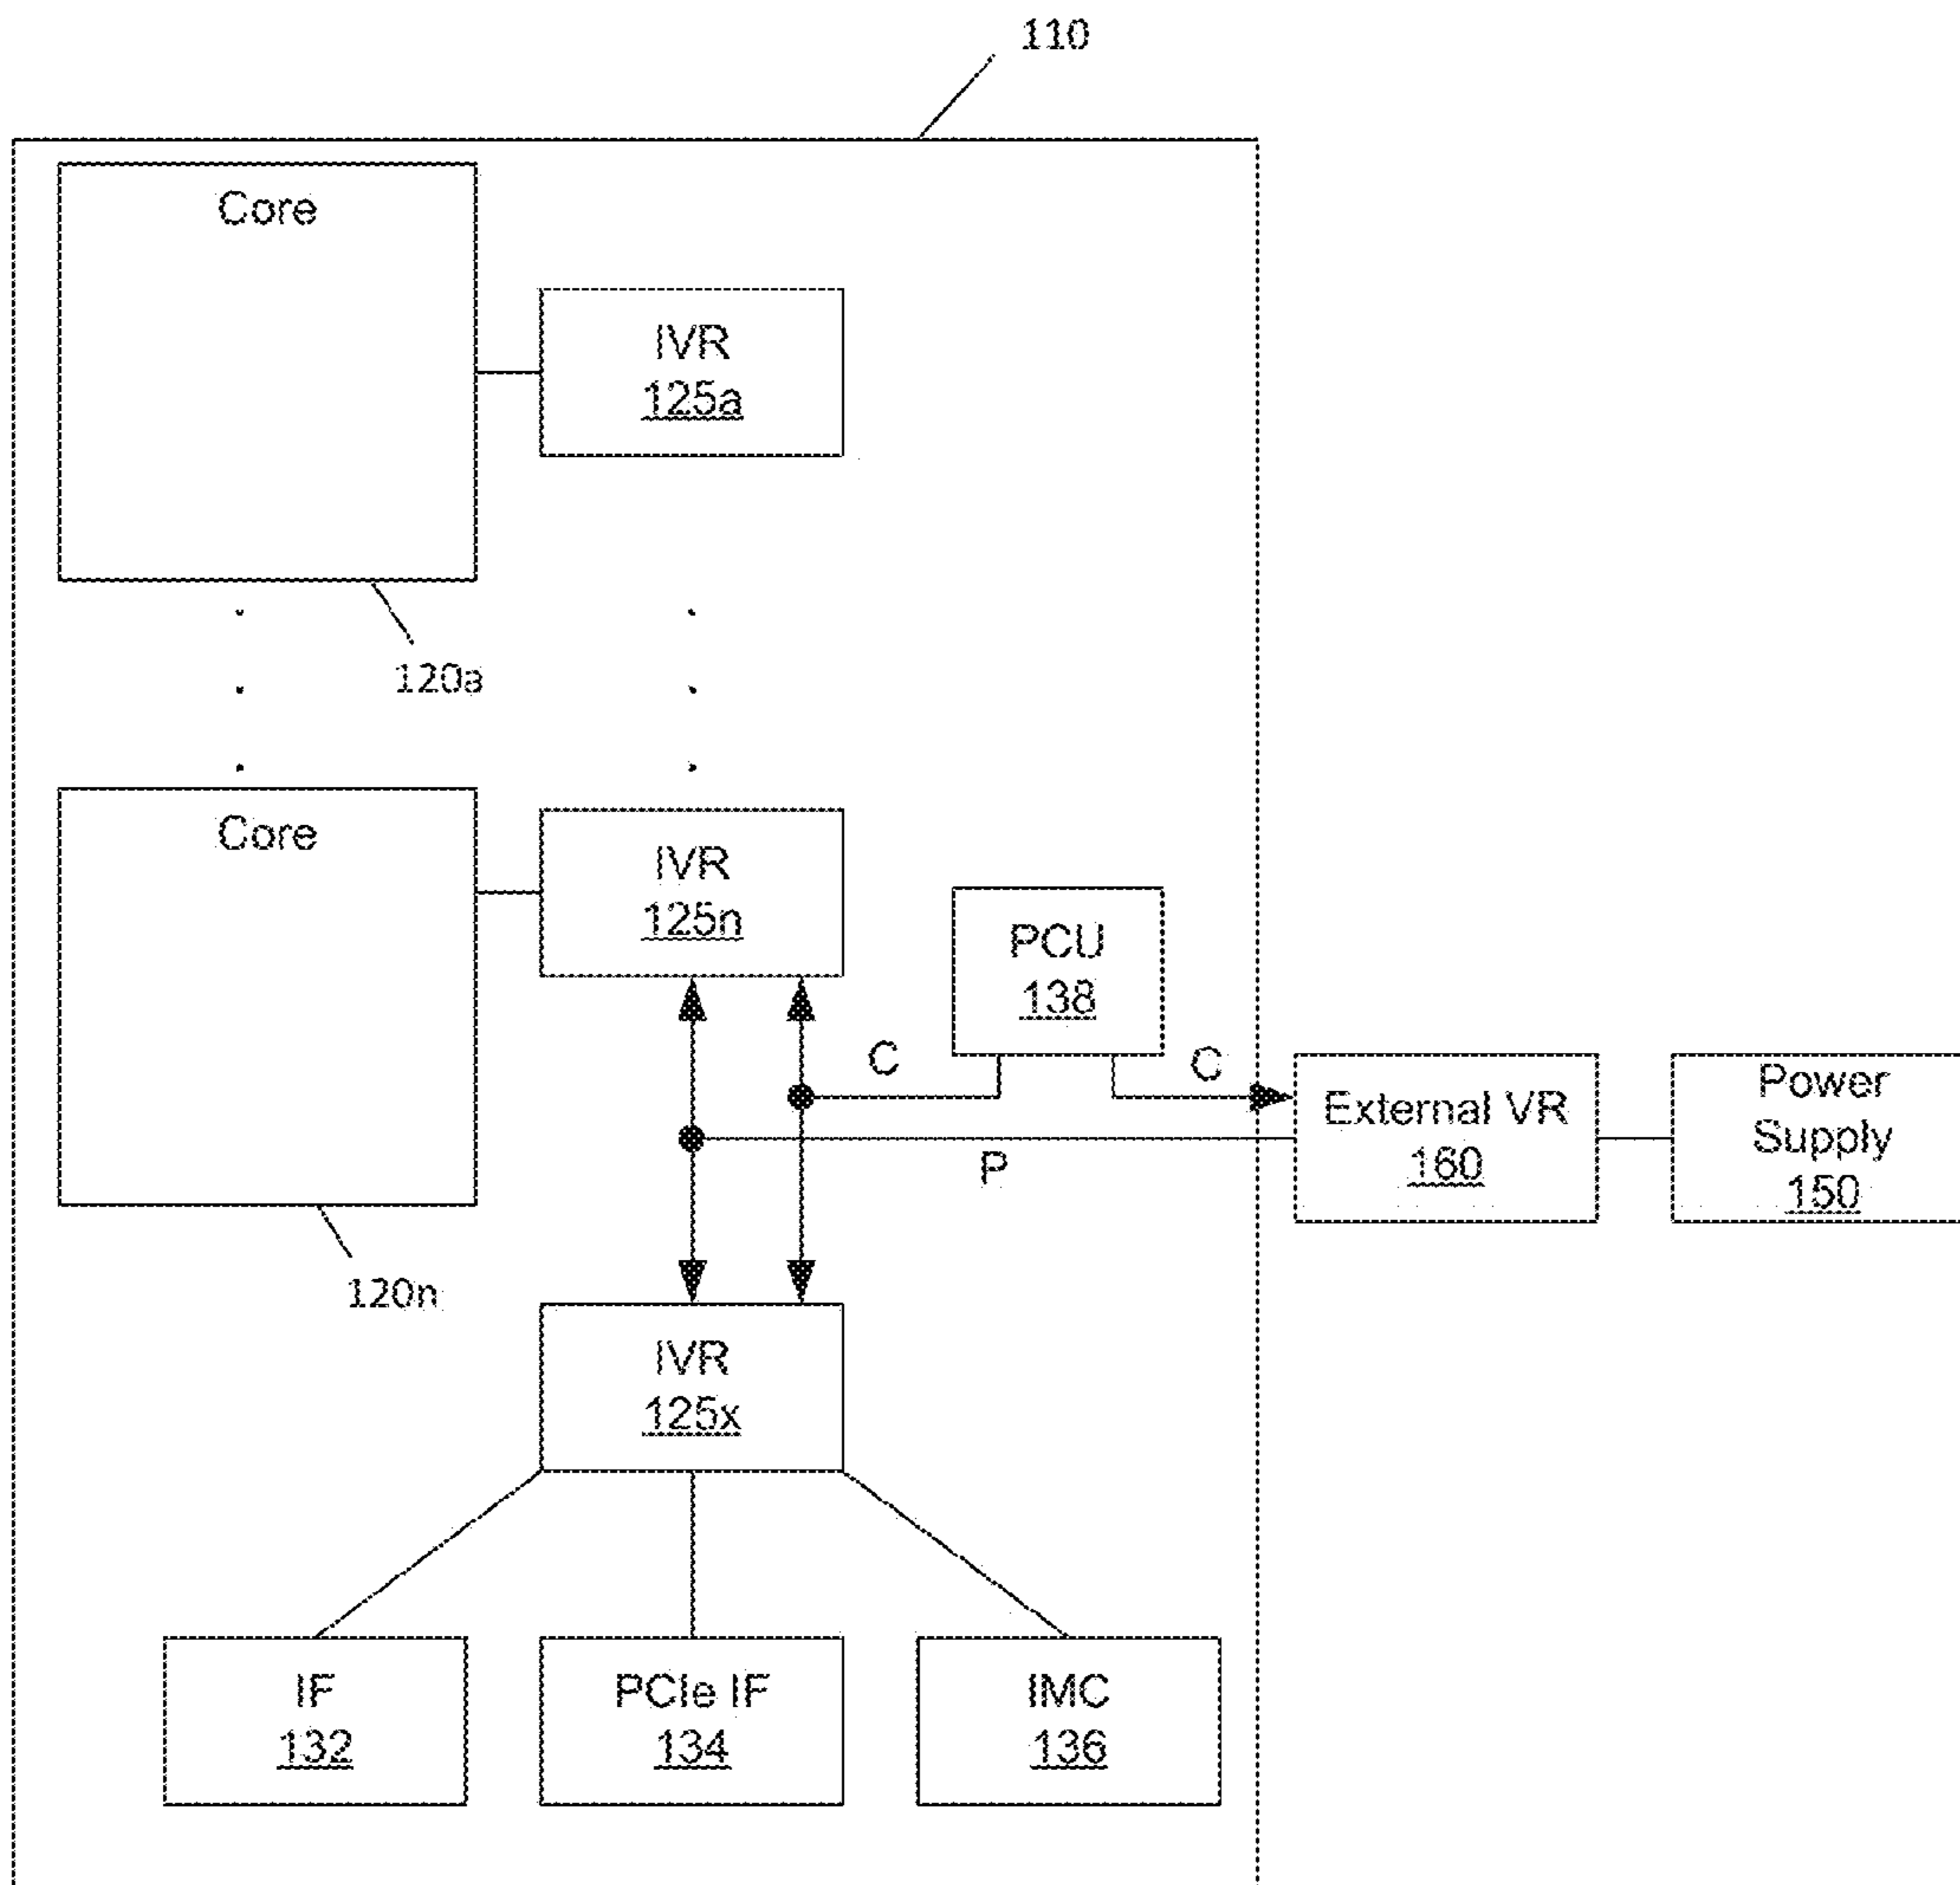 110
Core
IVR
125a
120a
Core
IVR
125n
PCU
138
C
C
External VR
160
Power
Supply
150
P
120n
IVR
125x
IF
132
PCIe IF
134
IMC
136